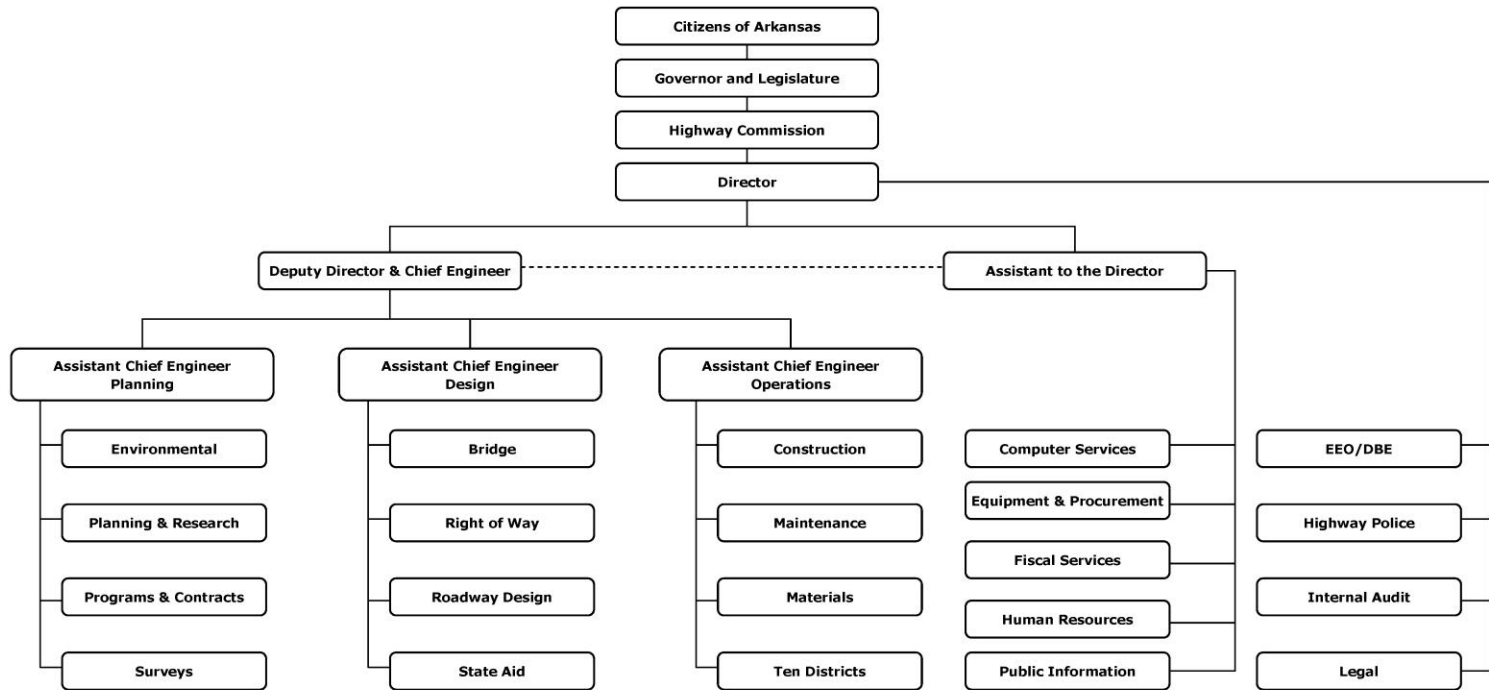 Citizens of Arkansas
Governor and Legislature
Highway Commission
Director
Deputy Director & Chief Engineer
Assistant to the Director
Assistant Chief Engineer
Planning
Assistant Chief Engineer
Design
Assistant Chief Engineer
Operations
Environmental
Planning & Research
Programs & Contracts
Surveys
Bridge
Right of Way
Roadway Design
State Aid
Construction
Maintenance
Materials
Ten Districts
Computer Services
Equipment & Procurement
Fiscal Services
Human Resources
Public Information
EEO/DBE
Highway Police
Internal Audit
Legal